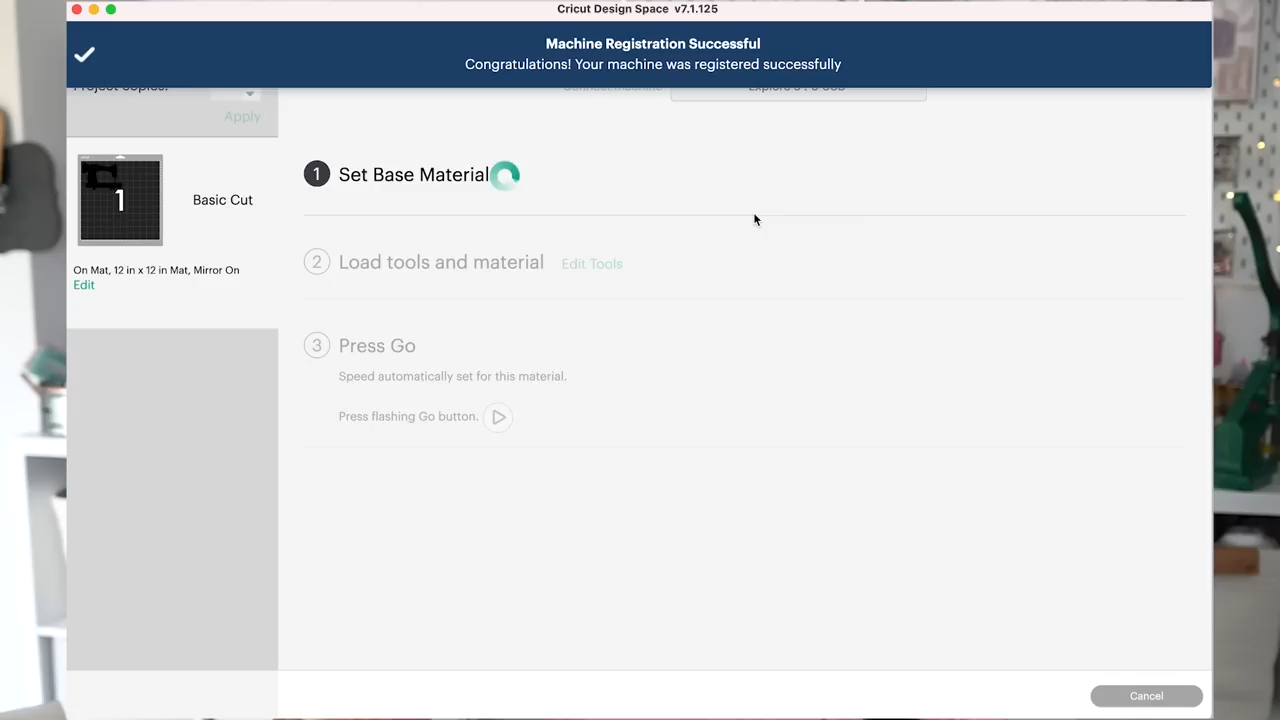 Cricut Design Space v7.1.125
Machine Registration Successful
Congratulations! Your machine was registered successfully
Project copies:
Apply
1
Basic Cut
On Mat, 12 in x 12 in Mat, Mirror On
Edit
1 Set Base Material
2 Load tools and material Edit Tools
3 Press Go
Speed automatically set for this material.
Press flashing Go button.
Cancel